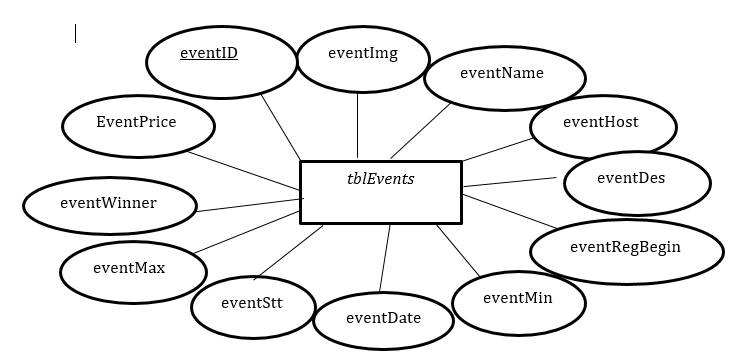 eventID
eventImg
eventName
EventPrice
eventHost
tblEvents
eventDes
eventWinner
eventRegBegin
eventMax
eventStt
eventMin
eventDate